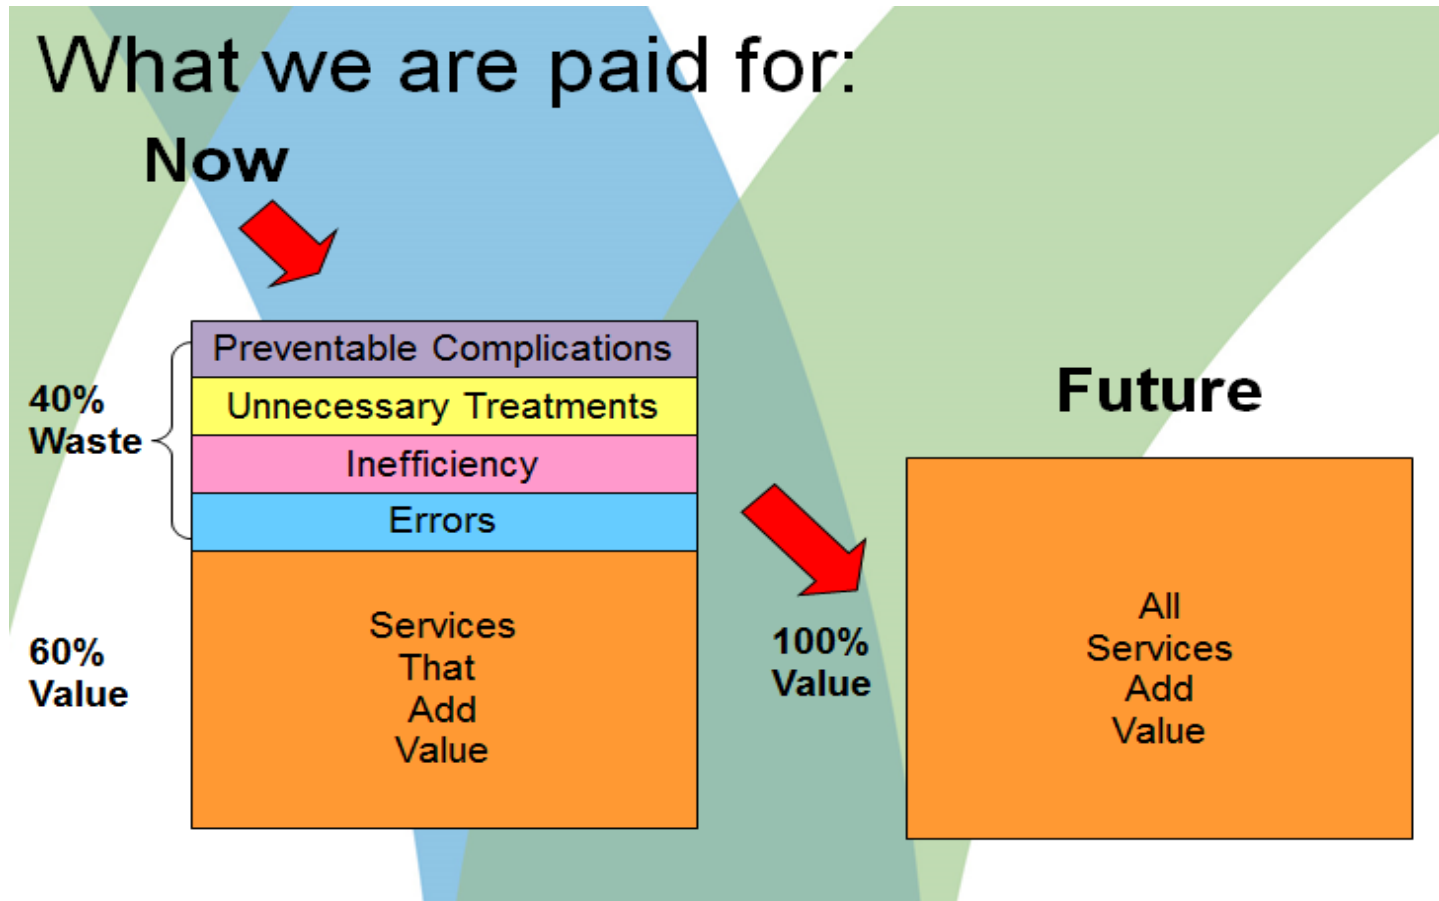 What we are paid for:
Now
Preventable Complications
Unnecessary Treatments
Inefficiency
Errors
40%
Waste
Services
That
Add
Value
60%
Value
Future
100%
Value
All
Services
Add
Value